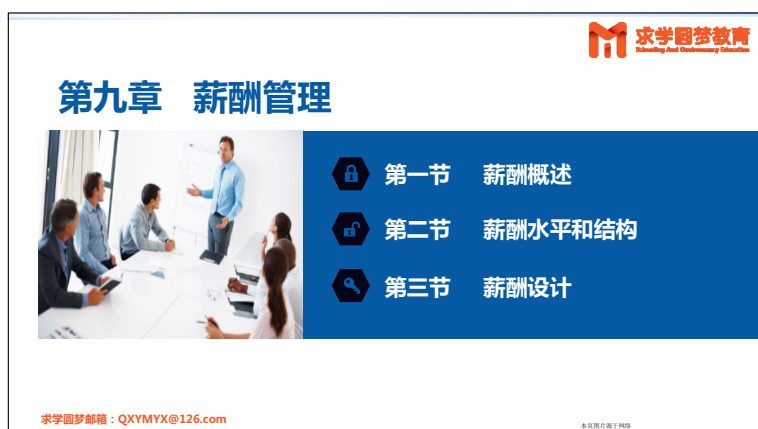 求学圆梦教育
Schooling And Continuency Education
第九章 薪酬管理
第一节 薪酬概述
第二节 薪酬水平和结构
第三节 薪酬设计
求学圆梦邮箱：QXYMYX@126.com
本页图片源于网络